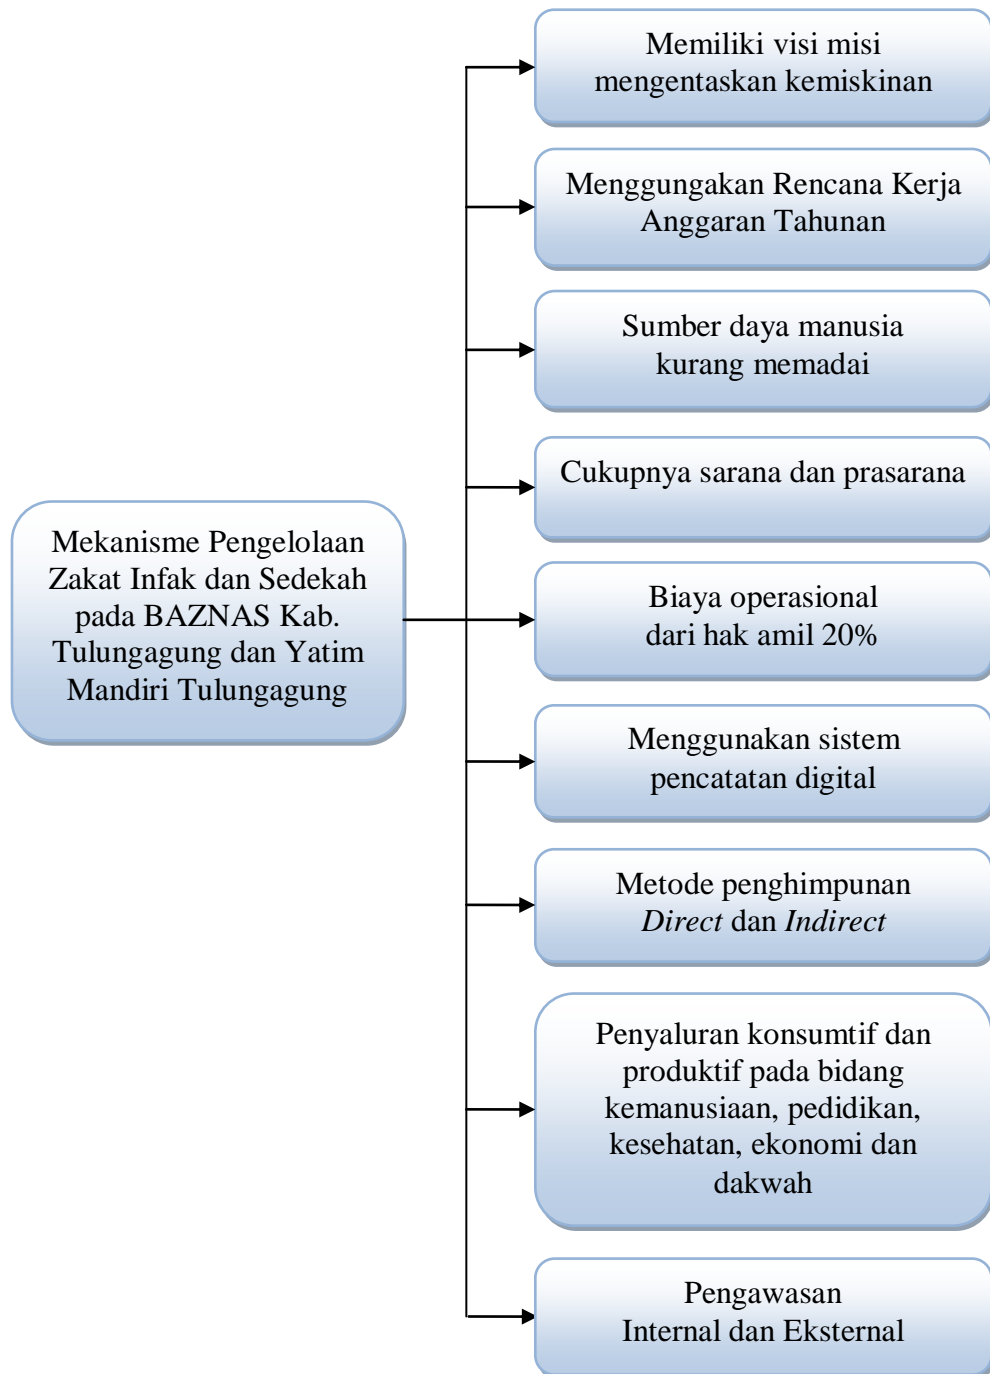 Memiliki visi misi
mengentaskan kemiskinan
Menggungakan Rencana Kerja
Anggaran Tahunan
Sumber daya manusia
kurang memadai
Cukupnya sarana dan prasarana
Mekanisme Pengelolaan
Zakat Infak dan Sedekah
pada BAZNAS Kab.
Tulungagung dan Yatim
Mandiri Tulungagung
Biaya operasional
dari hak amil 20%
Menggunakan sistem
pencatatan digital
Metode penghimpunan
Direct dan Indirect
Penyaluran konsumtif dan
produktif pada bidang
kemanusiaan, pedidikan,
kesehatan, ekonomi dan
dakwah
Pengawasan
Internal dan Eksternal